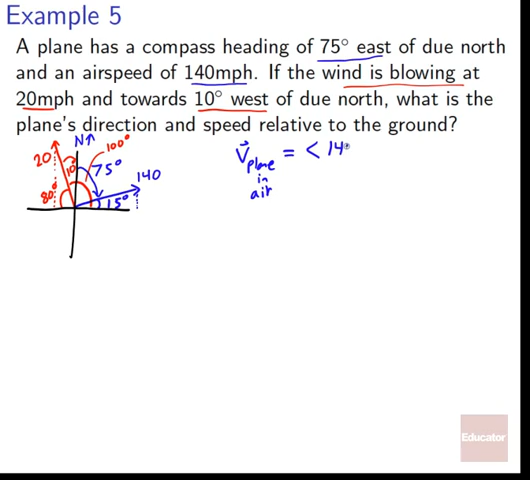 Example 5
A plane has a compass heading of 75° east of due north
and an airspeed of 140mph. If the wind is blowing at
20mph and towards 10° west of due north, what is the
plane's direction and speed relative to the ground?
N↑ 100°
20 10° 75° 140
80° 15°
V⃗plane = < 140
in
air
Educator